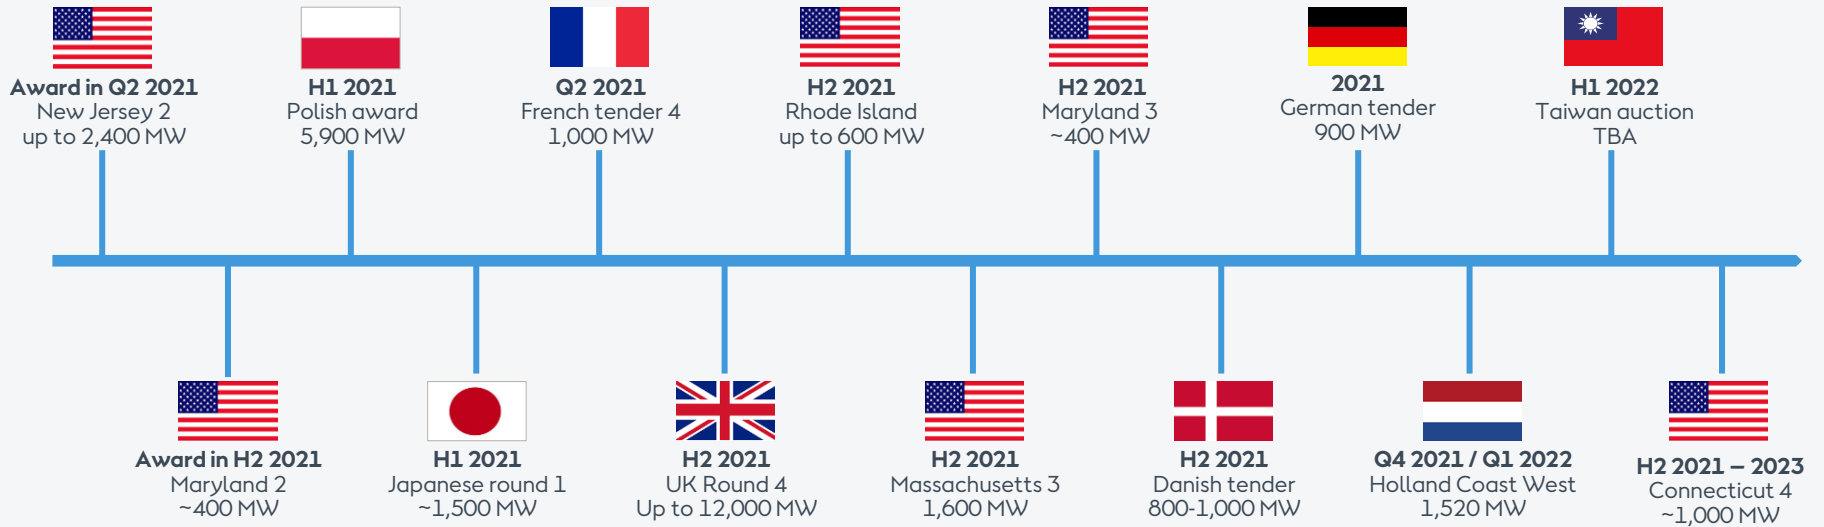 Award in Q2 2021
New Jersey 2
up to 2,400 MW
H1 2021
Polish award
5,900 MW
Q2 2021
French tender 4
1,000 MW
H2 2021
Rhode Island
up to 600 MW
H2 2021
Maryland 3
~400 MW
2021
German tender
900 MW
H1 2022
Taiwan auction
TBA
Award in H2 2021
Maryland 2
~400 MW
H1 2021
Japanese round 1
~1,500 MW
H2 2021
UK Round 4
Up to 12,000 MW
H2 2021
Massachusetts 3
1,600 MW
H2 2021
Danish tender
800-1,000 MW
Q4 2021 / Q1 2022
Holland Coast West
1,520 MW
H2 2021 – 2023
Connecticut 4
~1,000 MW